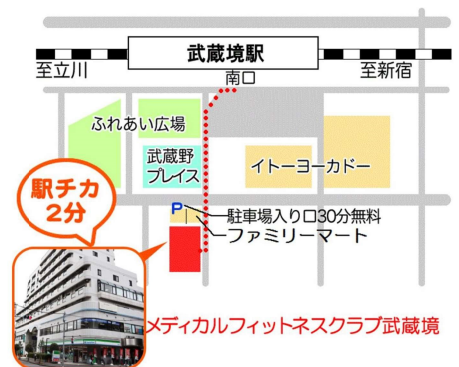 武蔵境駅
至立川
南口
至新宿
ふれあい広場
武蔵野
プレイス
イトーヨーカドー
駅チカ
2分
P
駐車場入り口30分無料
ファミリーマート
メディカルフィットネスクラブ武蔵境